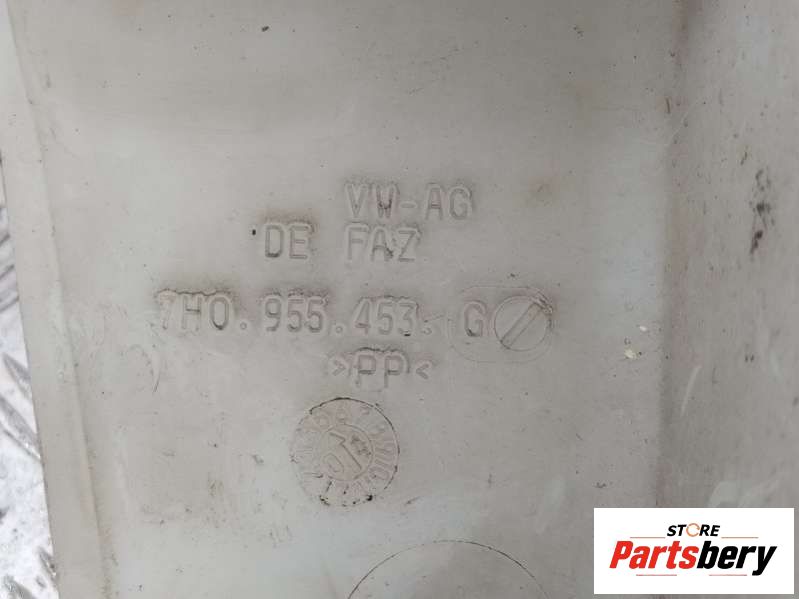 VW-AG
DE FAZ
7H0.955.453. G
>PP<
STORE
Partsbery